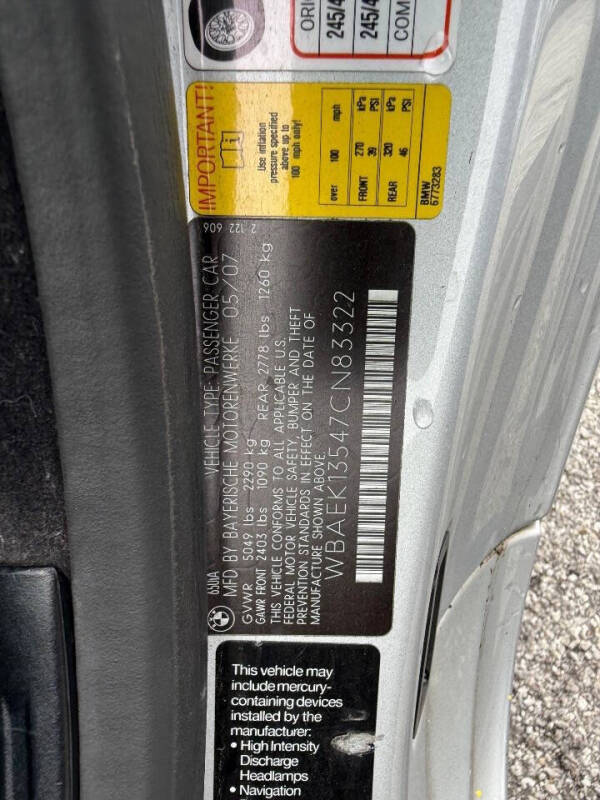 ORI
245/4
245/4
COM
IMPORTANT!
Use inflation
pressure specified
above up to
100 mph only!
over 100 mph
kPa PSI
FRONT 270 39
kPa PSI
REAR 320 46
BMW
6773283
2 122 606
650iA
VEHICLE TYPE: PASSENGER CAR
MFD BY BAYERISCHE MOTORENWERKE 05/07
GVWR 5049 lbs 2290 kg
GAWR FRONT 2403 lbs 1090 kg REAR 2778 lbs 1260 kg
THIS VEHICLE CONFORMS TO ALL APPLICABLE U.S.
FEDERAL MOTOR VEHICLE SAFETY, BUMPER AND THEFT
PREVENTION STANDARDS IN EFFECT ON THE DATE OF
MANUFACTURE SHOWN ABOVE.
WBAEK13547CN83322
This vehicle may
include mercury-
containing devices
installed by the
manufacturer:
• High Intensity
Discharge
Headlamps
• Navigation